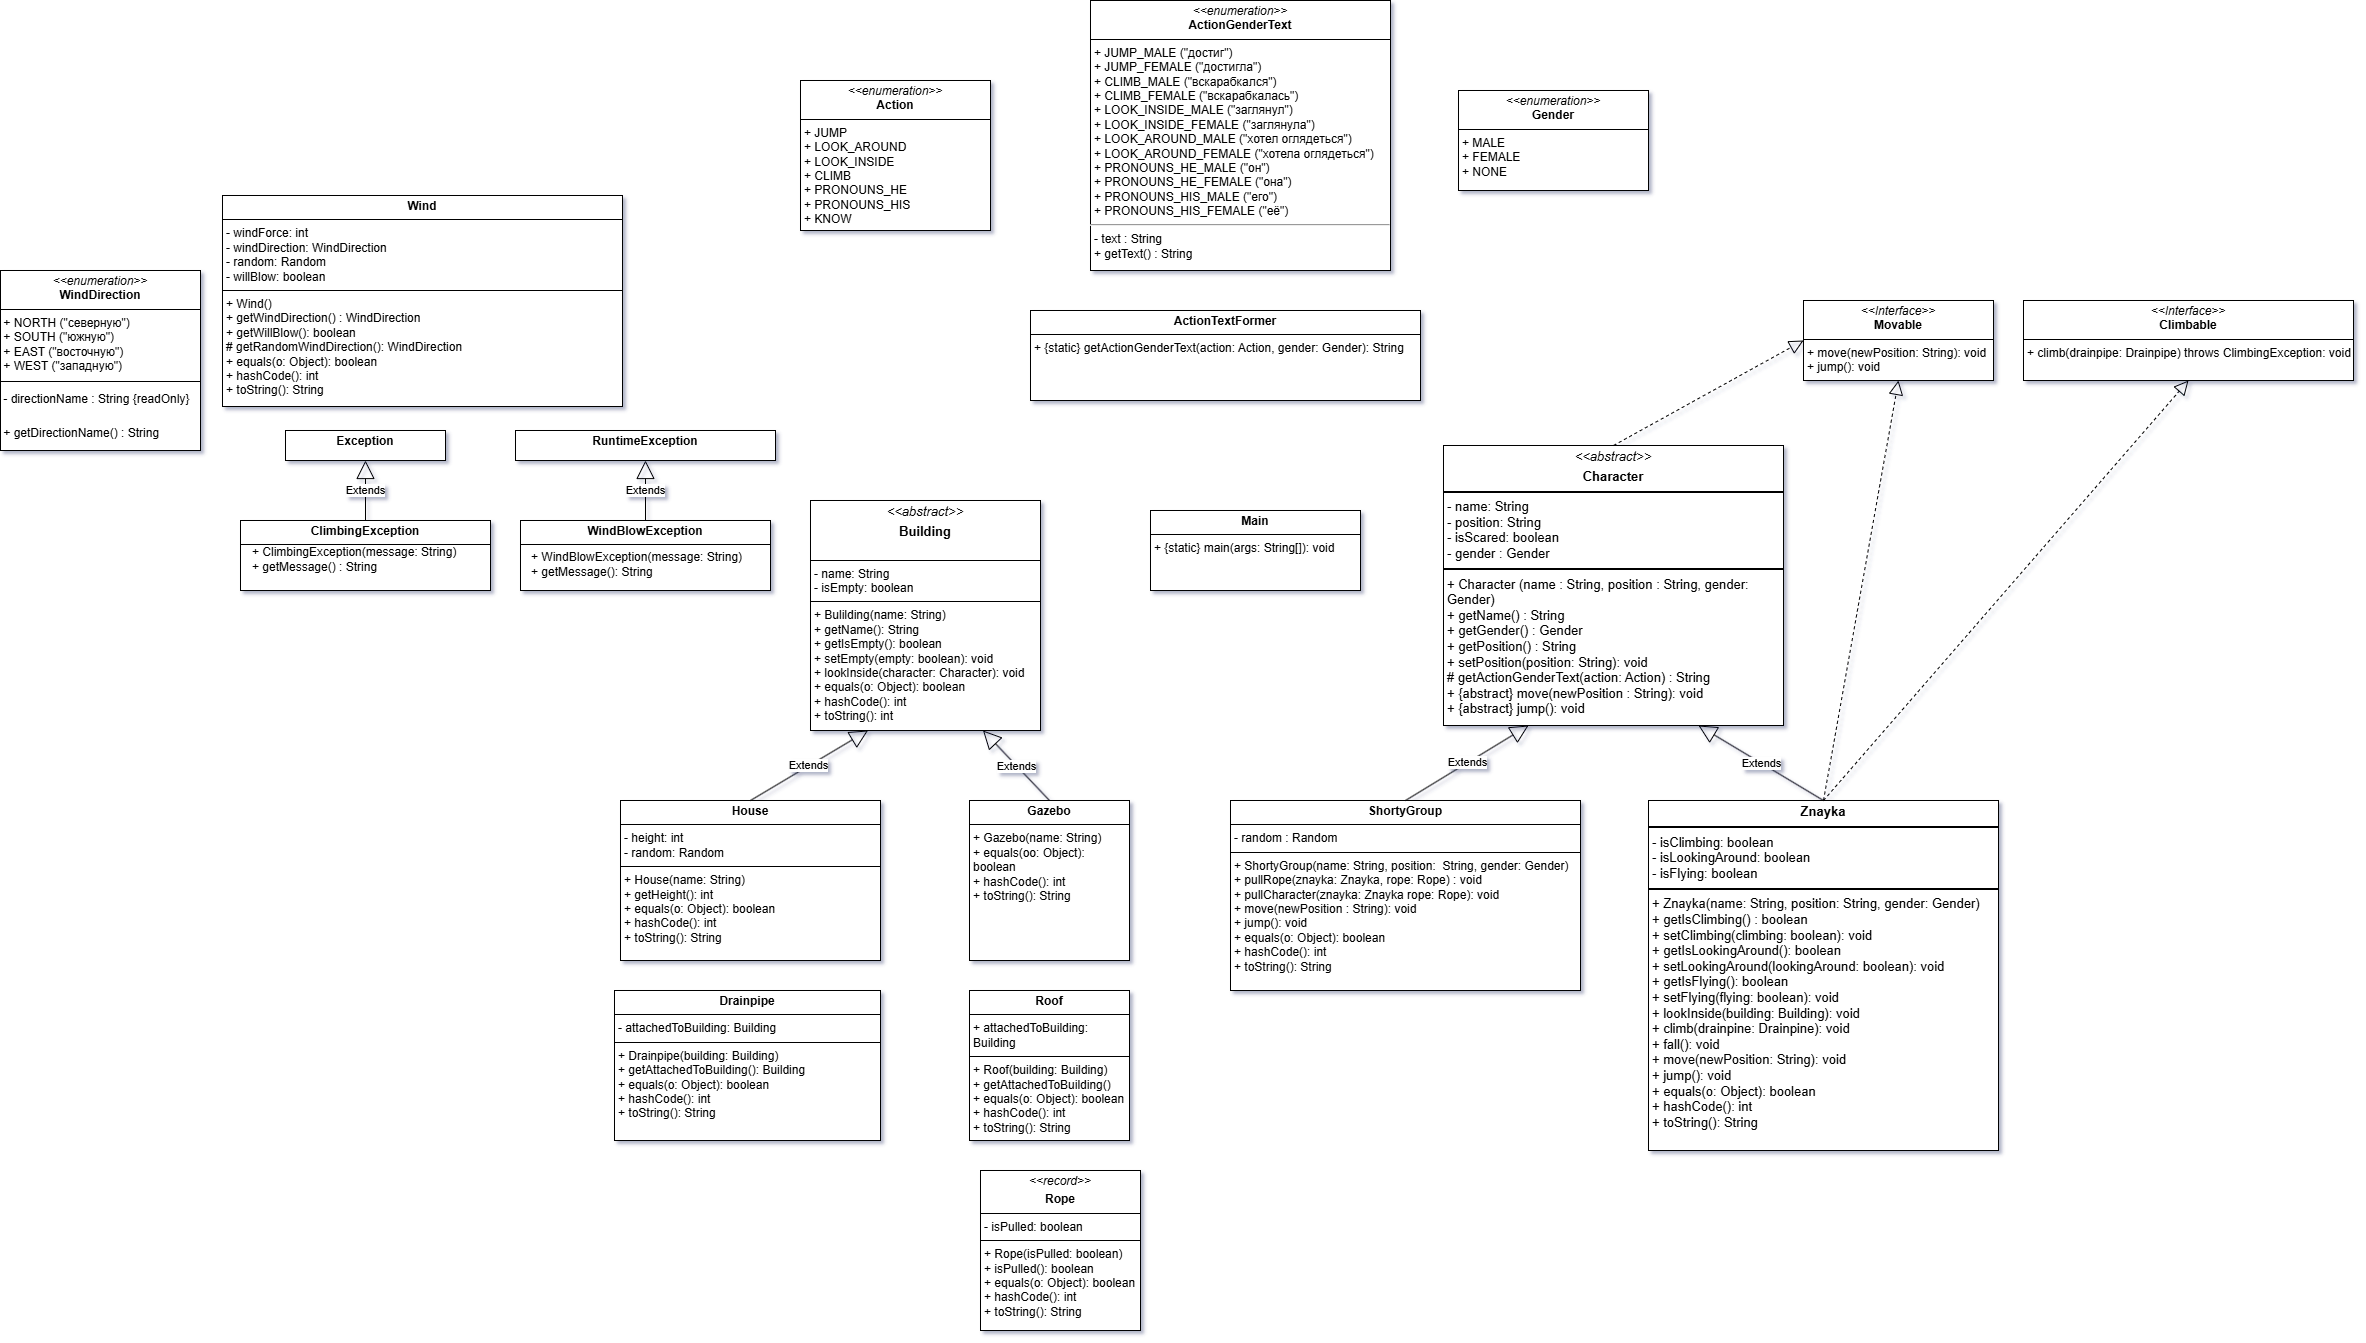 <<enumeration>>
ActionGenderText
+ JUMP_MALE ("достиг")
+ JUMP_FEMALE ("достигла")
+ CLIMB_MALE ("вскарабкался")
+ CLIMB_FEMALE ("вскарабкалась")
+ LOOK_INSIDE_MALE ("заглянул")
+ LOOK_INSIDE_FEMALE ("заглянула")
+ LOOK_AROUND_MALE ("хотел оглядеться")
+ LOOK_AROUND_FEMALE ("хотела оглядеться")
+ PRONOUNS_HE_MALE ("он")
+ PRONOUNS_HE_FEMALE ("она")
+ PRONOUNS_HIS_MALE ("его")
+ PRONOUNS_HIS_FEMALE ("её")
- text : String
+ getText() : String
<<enumeration>>
Action
+ JUMP
+ LOOK_AROUND
+ LOOK_INSIDE
+ CLIMB
+ PRONOUNS_HE
+ PRONOUNS_HIS
+ KNOW
<<enumeration>>
Gender
+ MALE
+ FEMALE
+ NONE
Wind
- windForce: int
- windDirection: WindDirection
- random: Random
- willBlow: boolean
+ Wind()
+ getWindDirection() : WindDirection
+ getWillBlow(): boolean
# getRandomWindDirection(): WindDirection
+ equals(o: Object): boolean
+ hashCode(): int
+ toString(): String
<<enumeration>>
WindDirection
+ NORTH ("северную")
+ SOUTH ("южную")
+ EAST ("восточную")
+ WEST ("западную")
- directionName : String {readOnly}
+ getDirectionName() : String
ActionTextFormer
+ {static} getActionGenderText(action: Action, gender: Gender): String
<<Interface>>
Movable
+ move(newPosition: String): void
+ jump(): void
<<Interface>>
Climbable
+ climb(drainpipe: Drainpipe) throws ClimbingException: void
Exception
Extends
ClimbingException
+ ClimbingException(message: String)
+ getMessage() : String
RuntimeException
Extends
WindBlowException
+ WindBlowException(message: String)
+ getMessage(): String
<<abstract>>
Building
- name: String
- isEmpty: boolean
+ Bulilding(name: String)
+ getName(): String
+ getIsEmpty(): boolean
+ setEmpty(empty: boolean): void
+ lookInside(character: Character): void
+ equals(o: Object): boolean
+ hashCode(): int
+ toString(): int
Main
+ {static} main(args: String[]): void
<<abstract>>
Character
- name: String
- position: String
- isScared: boolean
- gender : Gender
+ Character (name : String, position : String, gender:
Gender)
+ getName() : String
+ getGender() : Gender
+ getPosition() : String
+ setPosition(position: String): void
# getActionGenderText(action: Action) : String
+ {abstract} move(newPosition : String): void
+ {abstract} jump(): void
Extends
Extends
Extends
Extends
House
- height: int
- random: Random
+ House(name: String)
+ getHeight(): int
+ equals(o: Object): boolean
+ hashCode(): int
+ toString(): String
Gazebo
+ Gazebo(name: String)
+ equals(oo: Object):
boolean
+ hashCode(): int
+ toString(): String
ShortyGroup
- random : Random
+ ShortyGroup(name: String, position:  String, gender: Gender)
+ pullRope(znayka: Znayka, rope: Rope) : void
+ pullCharacter(znayka: Znayka rope: Rope): void
+ move(newPosition : String): void
+ jump(): void
+ equals(o: Object): boolean
+ hashCode(): int
+ toString(): String
Znayka
- isClimbing: boolean
- isLookingAround: boolean
- isFlying: boolean
+ Znayka(name: String, position: String, gender: Gender)
+ getIsClimbing() : boolean
+ setClimbing(climbing: boolean): void
+ getIsLookingAround(): boolean
+ setLookingAround(lookingAround: boolean): void
+ getIsFlying(): boolean
+ setFlying(flying: boolean): void
+ lookInside(building: Building): void
+ climb(drainpine: Drainpine): void
+ fall(): void
+ move(newPosition: String): void
+ jump(): void
+ equals(o: Object): boolean
+ hashCode(): int
+ toString(): String
Drainpipe
- attachedToBuilding: Building
+ Drainpipe(building: Building)
+ getAttachedToBuilding(): Building
+ equals(o: Object): boolean
+ hashCode(): int
+ toString(): String
Roof
+ attachedToBuilding:
Building
+ Roof(building: Building)
+ getAttachedToBuilding()
+ equals(o: Object): boolean
+ hashCode(): int
+ toString(): String
<<record>>
Rope
- isPulled: boolean
+ Rope(isPulled: boolean)
+ isPulled(): boolean
+ equals(o: Object): boolean
+ hashCode(): int
+ toString(): String